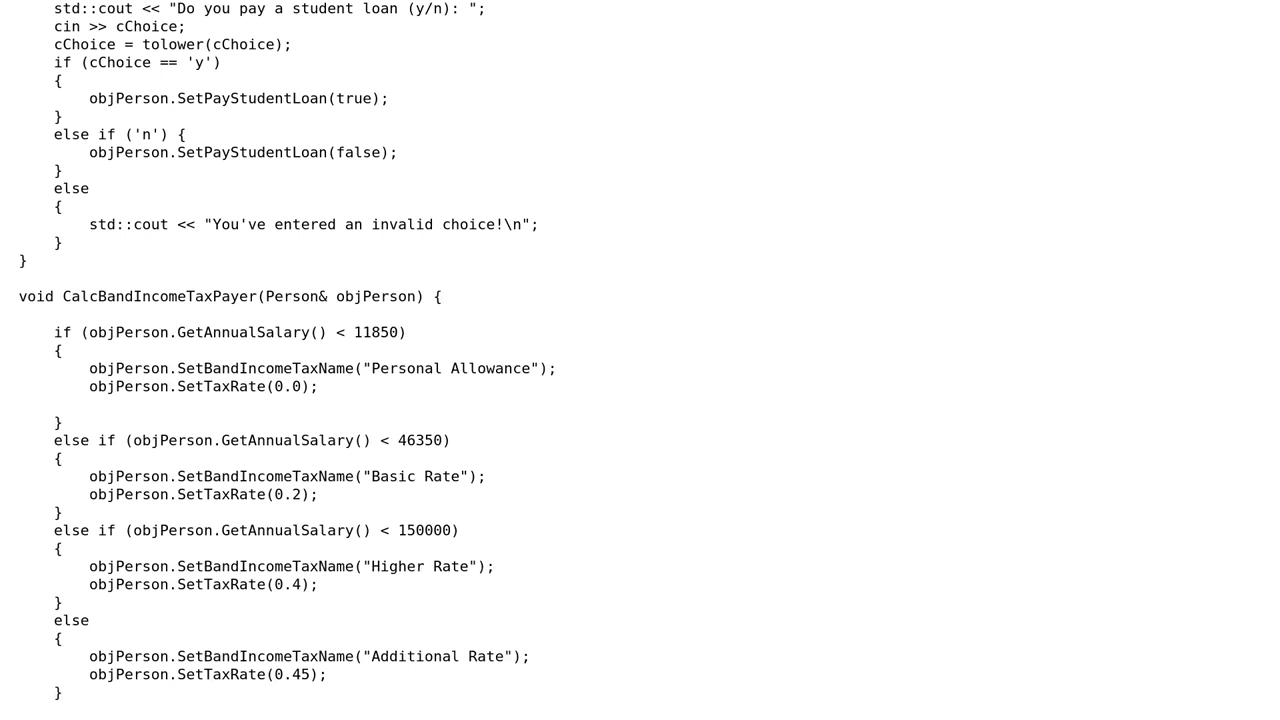 std::cout << "Do you pay a student loan (y/n): ";
    cin >> cChoice;
    cChoice = tolower(cChoice);
    if (cChoice == 'y')
    {
        objPerson.SetPayStudentLoan(true);
    }
    else if ('n') {
        objPerson.SetPayStudentLoan(false);
    }
    else
    {
        std::cout << "You've entered an invalid choice!\n";
    }
}

void CalcBandIncomeTaxPayer(Person& objPerson) {

    if (objPerson.GetAnnualSalary() < 11850)
    {
        objPerson.SetBandIncomeTaxName("Personal Allowance");
        objPerson.SetTaxRate(0.0);

    }
    else if (objPerson.GetAnnualSalary() < 46350)
    {
        objPerson.SetBandIncomeTaxName("Basic Rate");
        objPerson.SetTaxRate(0.2);
    }
    else if (objPerson.GetAnnualSalary() < 150000)
    {
        objPerson.SetBandIncomeTaxName("Higher Rate");
        objPerson.SetTaxRate(0.4);
    }
    else
    {
        objPerson.SetBandIncomeTaxName("Additional Rate");
        objPerson.SetTaxRate(0.45);
    }